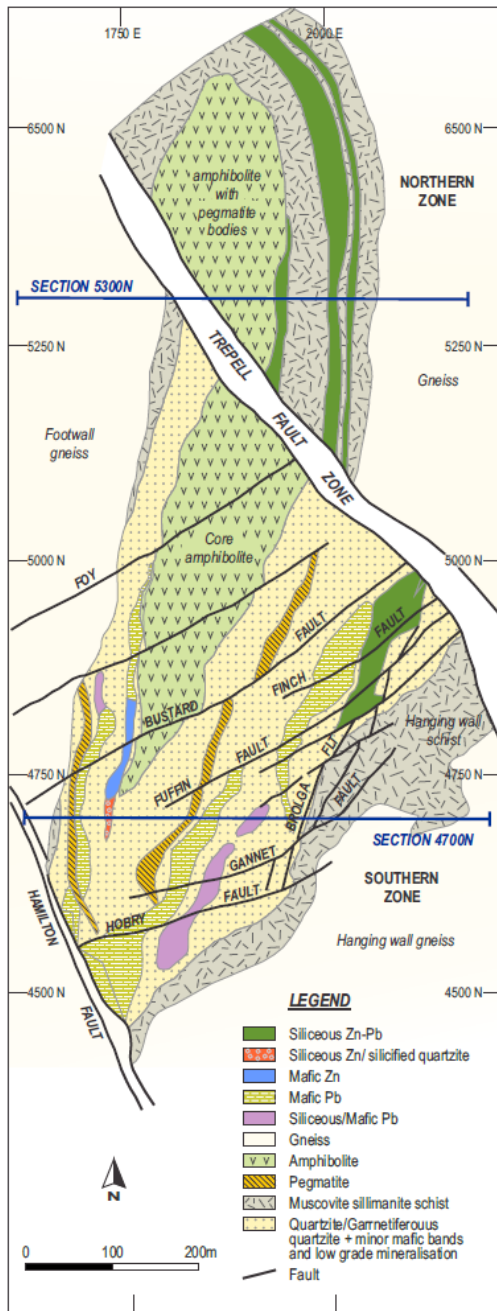 1750 E
2000 E
6500 N
6500 N
amphibolite
with
pegmatite
bodies
NORTHERN
ZONE
SECTION 5300N
5250 N
5250 N
TREPELL
FAULT
ZONE
Gneiss
Footwall
gneiss
Core
amphibolite
5000 N
5000 N
FOY
BUSTARD
FAULT
FINCH
FAULT
PUFFIN
FAULT
BROLGA
FLT
FAULT
Hanging wall
schist
4750 N
4750 N
SECTION 4700N
GANNET
HOBRY
FAULT
SOUTHERN
ZONE
Hanging wall gneiss
HAMILTON
FAULT
4500 N
4500 N
LEGEND
Siliceous Zn-Pb
Siliceous Zn/ silicified quartzite
Mafic Zn
Mafic Pb
Siliceous/Mafic Pb
Gneiss
Amphibolite
Pegmatite
Muscovite sillimanite schist
Quartzite/Garnetiferouous
quartzite + minor mafic bands
and low grade mineralisation
Fault
N
0
100
200m